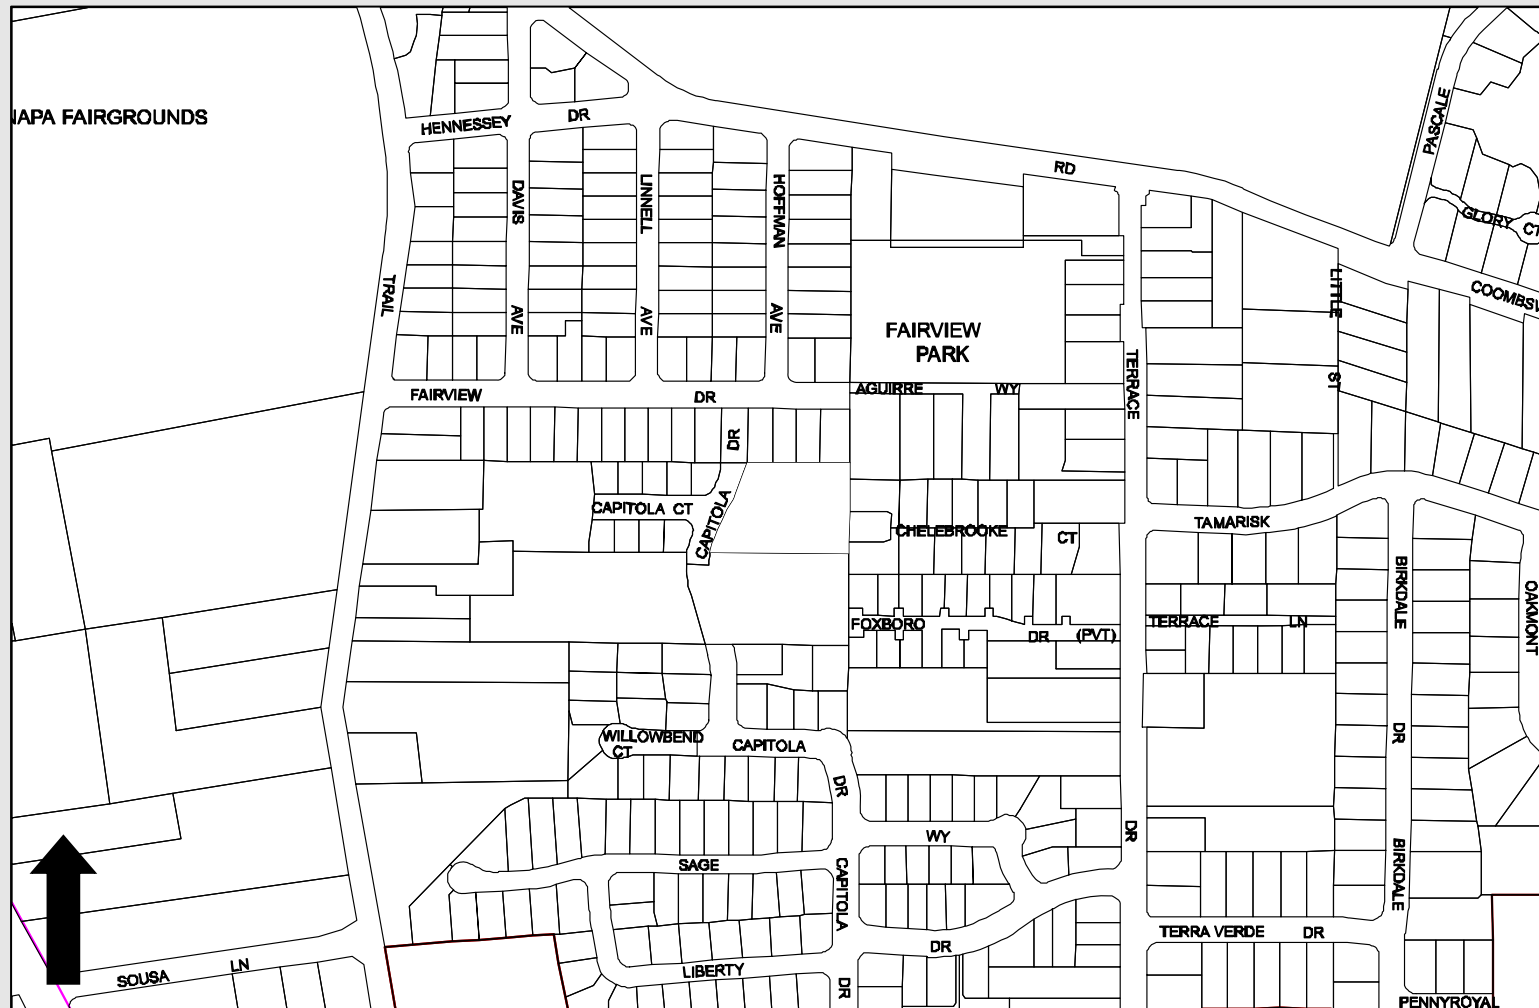 NAPA FAIRGROUNDS
HENNESSEY DR
DAVIS AVE
LINNELL AVE
HOFFMAN AVE
TRAIL
RD
PASCALE
GLORY CT
COOMBSV
LITTLE ST
FAIRVIEW PARK
FAIRVIEW DR
AGUIRRE WY
TERRACE
DR
CAPITOLA
CAPITOLA CT
CHELEBROOKE CT
TAMARISK
BIRKDALE
OAKMONT
FOXBORO DR (PVT)
TERRACE LN
WILLOWBEND
CT
CAPITOLA
DR
DR
DR
WY
SAGE
CAPITOLA
BIRKDALE
DR
TERRA VERDE DR
SOUSA LN
LIBERTY
DR
PENNYROYAL